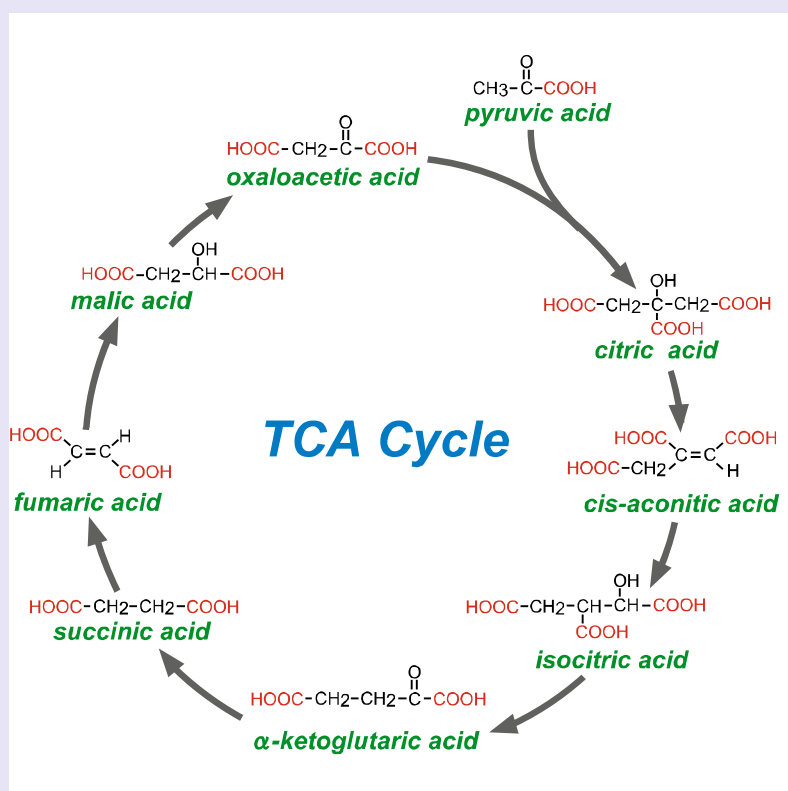 O
CH3-C-COOH
pyruvic acid
O
HOOC-CH2-C-COOH
oxaloacetic acid
OH
HOOC-CH2-CH-COOH
malic acid
OH
HOOC-CH2-C-CH2-COOH
COOH
citric acid
TCA Cycle
HOOC H
C=C
H COOH
fumaric acid
HOOC COOH
HOOC-CH2 C=C
H
cis-aconitic acid
HOOC-CH2-CH2-COOH
succinic acid
OH
HOOC-CH2-CH-CH-COOH
COOH
isocitric acid
O
HOOC-CH2-CH2-C-COOH
α-ketoglutaric acid